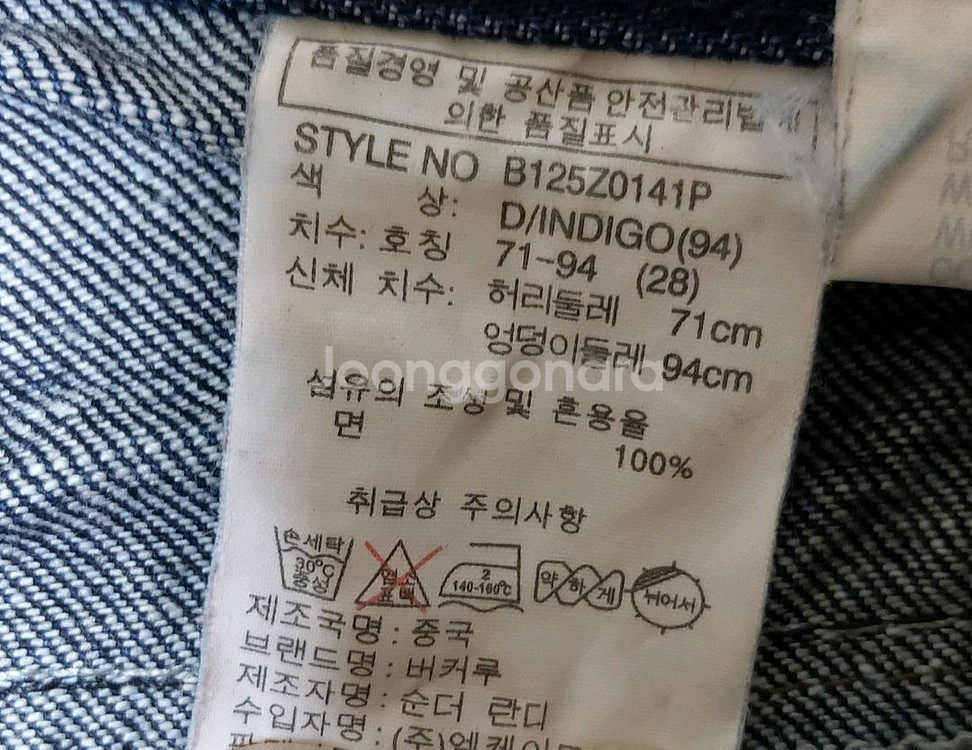 품질경영 및 공산품 안전관리법에
의한 품질표시
STYLE NO B125Z0141P
색 상: D/INDIGO(94)
치수: 호칭 71-94 (28)
신체 치수: 허리둘레 71cm
엉덩이둘레 94cm
joonggonara
섬유의 조성 및 혼용율
면 100%
취급상 주의사항
손세탁
30℃
중성
염소
표백
2
140-160℃
약하게
뉘어서
제조국명: 중국
브랜드명: 버커루
제조자명: 순더 란디
수입자명: (주)엠케이